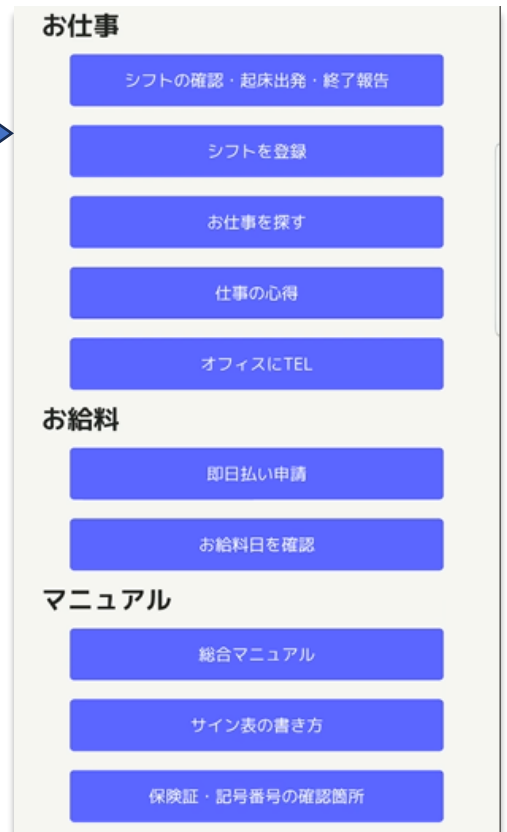 お仕事
シフトの確認・起床出発・終了報告
シフトを登録
お仕事を探す
仕事の心得
オフィスにTEL
お給料
即日払い申請
お給料日を確認
マニュアル
総合マニュアル
サイン表の書き方
保険証・記号番号の確認箇所